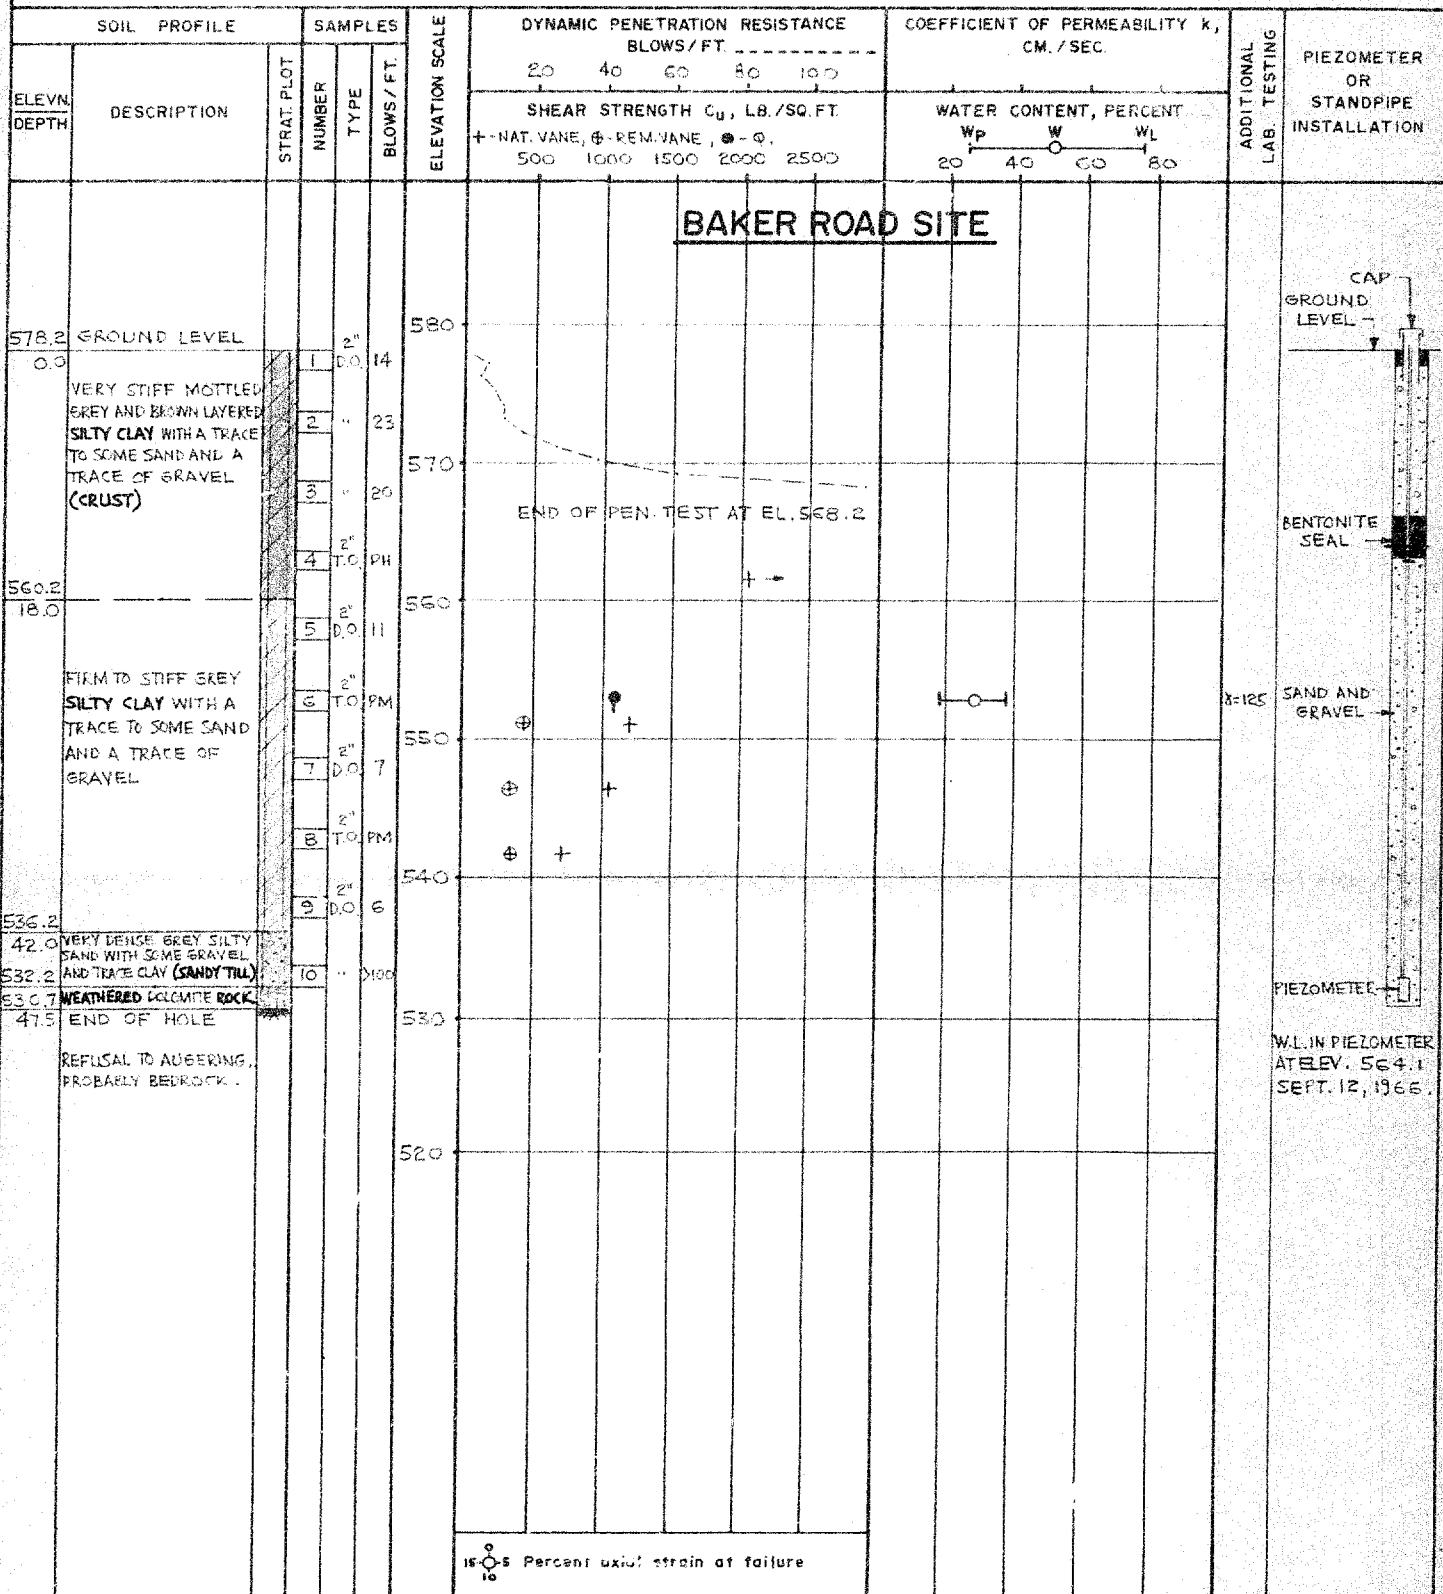 SOIL PROFILE
SAMPLES
ELEVATION SCALE
DYNAMIC PENETRATION RESISTANCE
BLOWS/FT.
20 40 60 80 100
SHEAR STRENGTH Cu, LB./SQ.FT.
+-NAT. VANE, ⊕-REM.VANE, ●-Q.
500 1000 1500 2000 2500
COEFFICIENT OF PERMEABILITY k,
CM./SEC.
WATER CONTENT, PERCENT
WP W WL
20 40 60 80
ADDITIONAL
LAB. TESTING
PIEZOMETER
OR
STANDPIPE
INSTALLATION
ELEVN.
DEPTH
DESCRIPTION
STRAT. PLOT
NUMBER
TYPE
BLOWS/FT.
BAKER ROAD SITE
578.2 GROUND LEVEL
0.0
VERY STIFF MOTTLED
GREY AND BROWN LAYERED
SILTY CLAY WITH A TRACE
TO SOME SAND AND A
TRACE OF GRAVEL
(CRUST)
560.2
18.0
FIRM TO STIFF GREY
SILTY CLAY WITH A
TRACE TO SOME SAND
AND A TRACE OF
GRAVEL
536.2
42.0 VERY DENSE GREY SILTY
SAND WITH SOME GRAVEL
532.2 AND TRACE CLAY (SANDY TILL)
530.7 WEATHERED DOLOMITE ROCK
47.5 END OF HOLE
REFUSAL TO AUGERING,
PROBABLY BEDROCK.
1 2" D.O. 14
2 " 23
3 " 20
4 2" T.O. PH
5 2" D.O. 11
6 2" T.O. PM
7 2" D.O. 7
8 2" T.O. PM
9 2" D.O. 6
10 " >100
580
570
560
550
540
530
520
END OF PEN. TEST AT EL. 568.2
γ=125
CAP
GROUND
LEVEL
BENTONITE
SEAL
SAND AND
GRAVEL
PIEZOMETER
W.L. IN PIEZOMETER
AT ELEV. 564.1
SEPT. 12, 1966.
0
15 5 Percent axial strain at failure
10